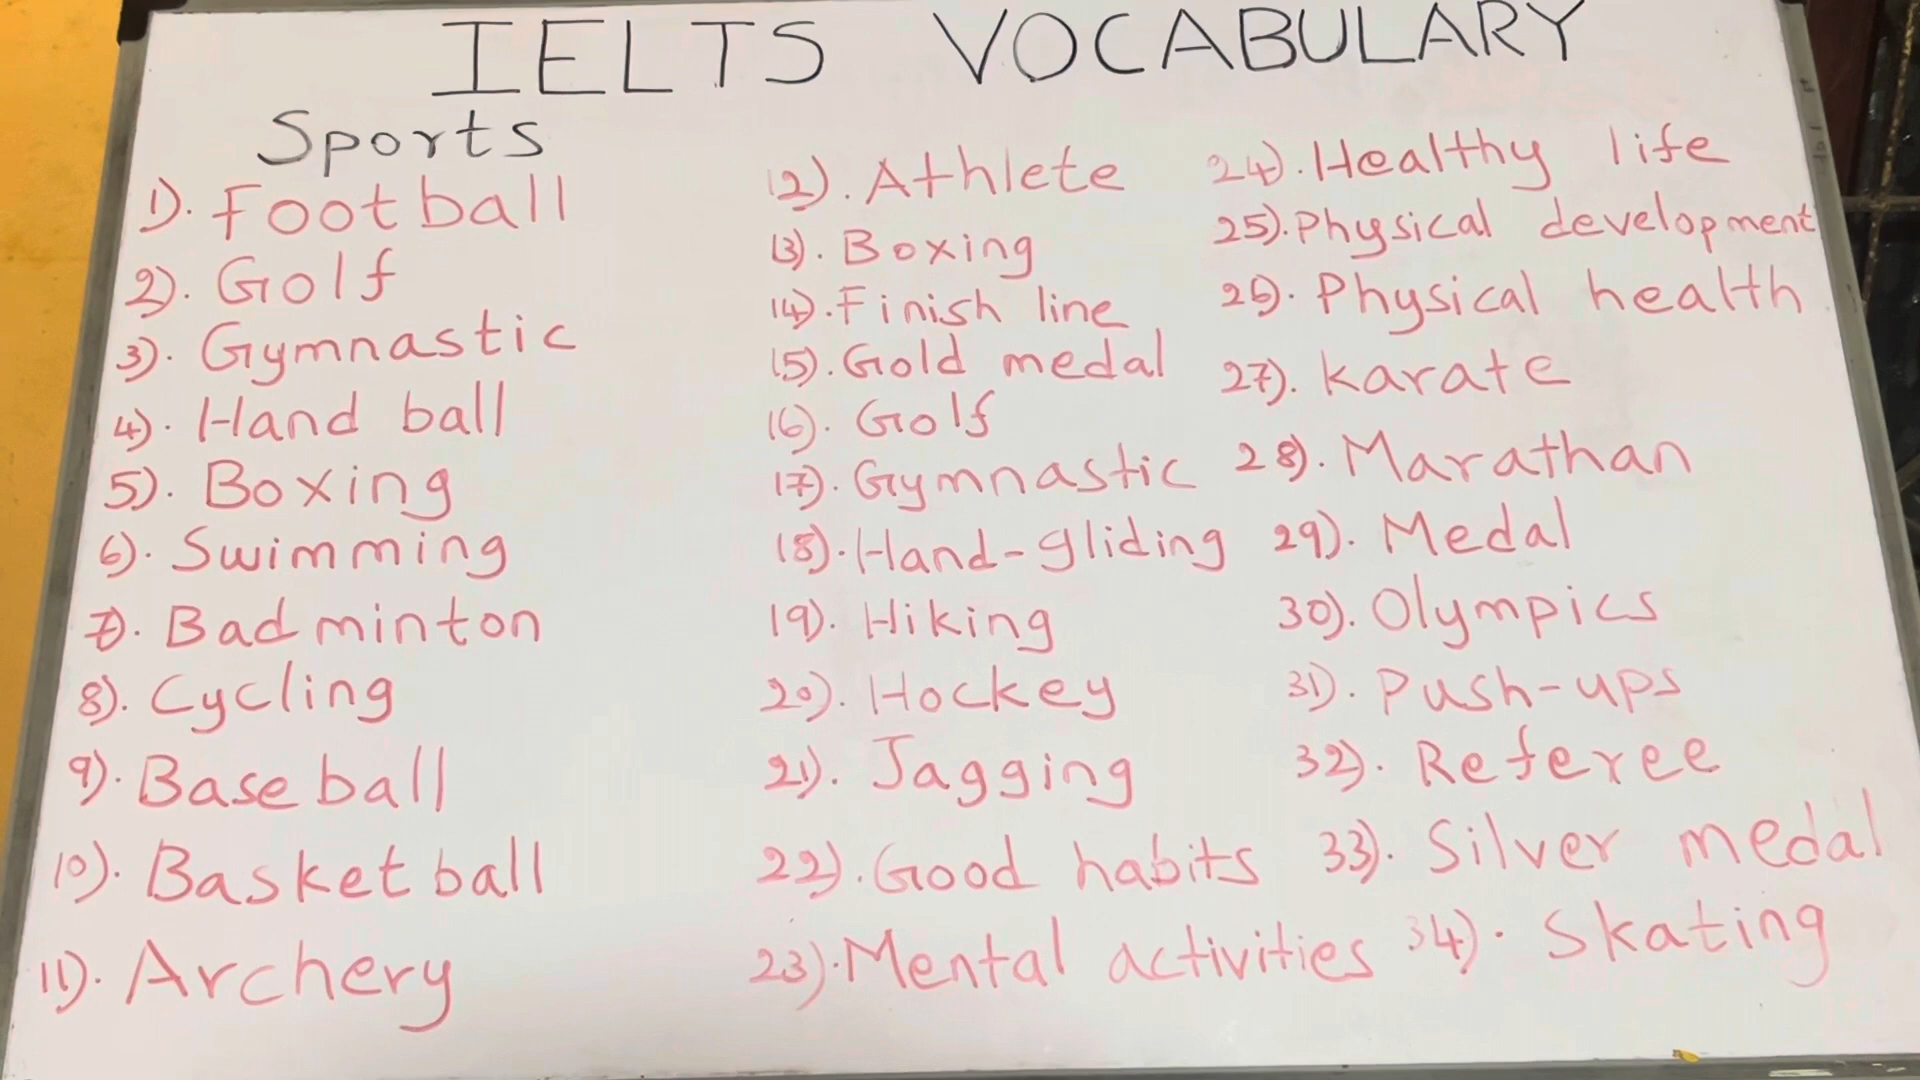 IELTS VOCABULARY
Sports
1). Football
2). Golf
3). Gymnastic
4). Hand ball
5). Boxing
6). Swimming
7). Badminton
8). Cycling
9). Base ball
10). Basket ball
11). Archery
12). Athlete
13). Boxing
14). Finish line
15). Gold medal
16). Golf
17). Gymnastic
18). Hand-gliding
19). Hiking
20). Hockey
21). Jagging
22). Good habits
23). Mental activities
24). Healthy life
25). Physical development
26). Physical health
27). Karate
28). Marathan
29). Medal
30). Olympics
31). Push-ups
32). Referee
33). Silver medal
34). Skating